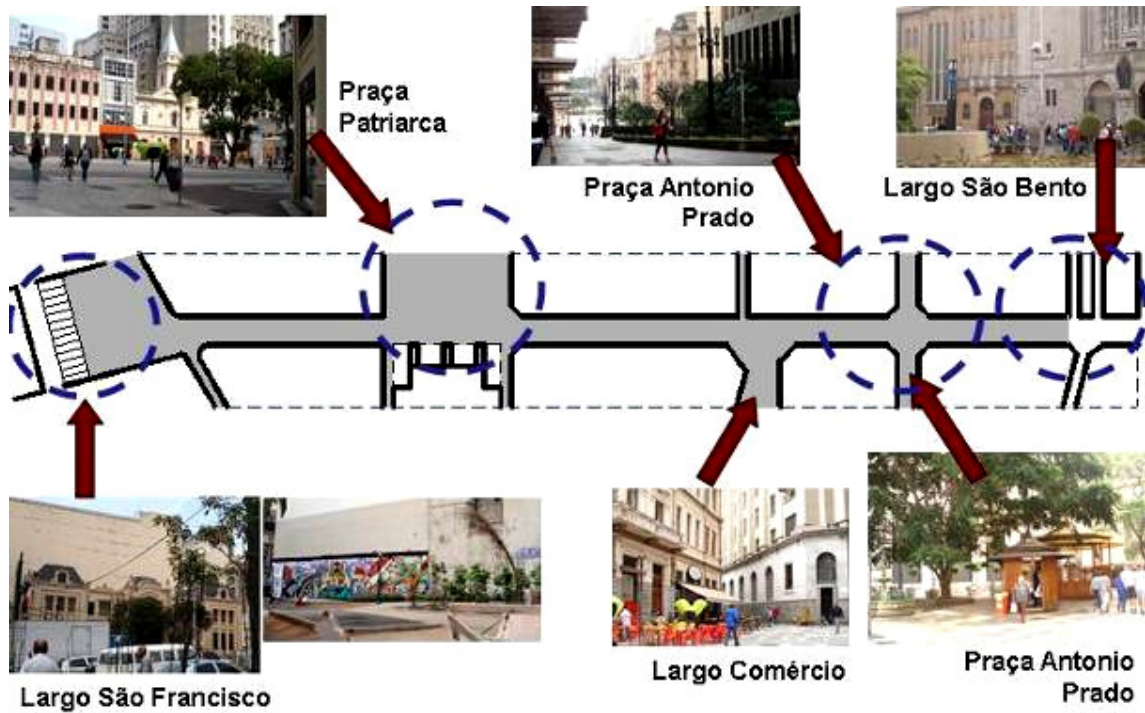 Praça
Patriarca
Praça Antonio
Prado
Largo São Bento
Largo São Francisco
Largo Comércio
Praça Antonio
Prado